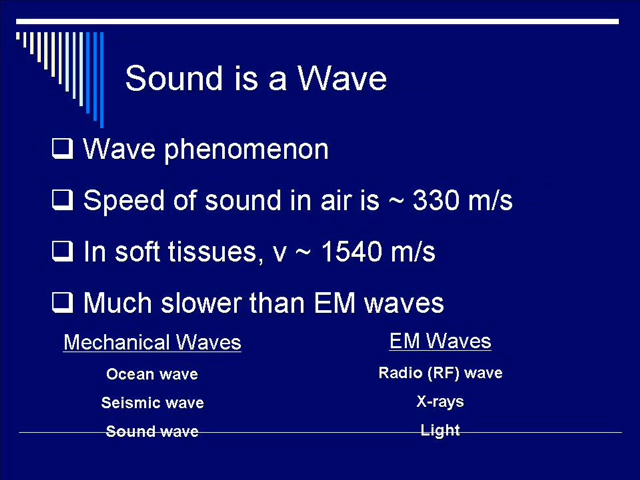 Sound is a Wave
Wave phenomenon
Speed of sound in air is ~ 330 m/s
In soft tissues, v ~ 1540 m/s
Much slower than EM waves
Mechanical Waves
Ocean wave
Seismic wave
Sound wave
EM Waves
Radio (RF) wave
X-rays
Light